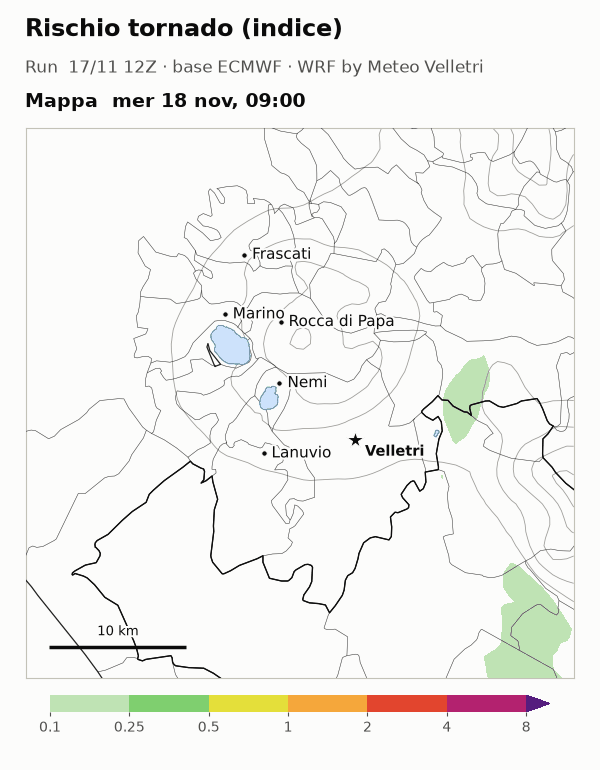 Rischio tornado (indice)
Run  17/11 12Z · base ECMWF · WRF by Meteo Velletri
Mappa  mer 18 nov, 09:00
Frascati
Marino
Rocca di Papa
Nemi
Velletri
Lanuvio
10 km
0.1 0.25 0.5 1 2 4 8